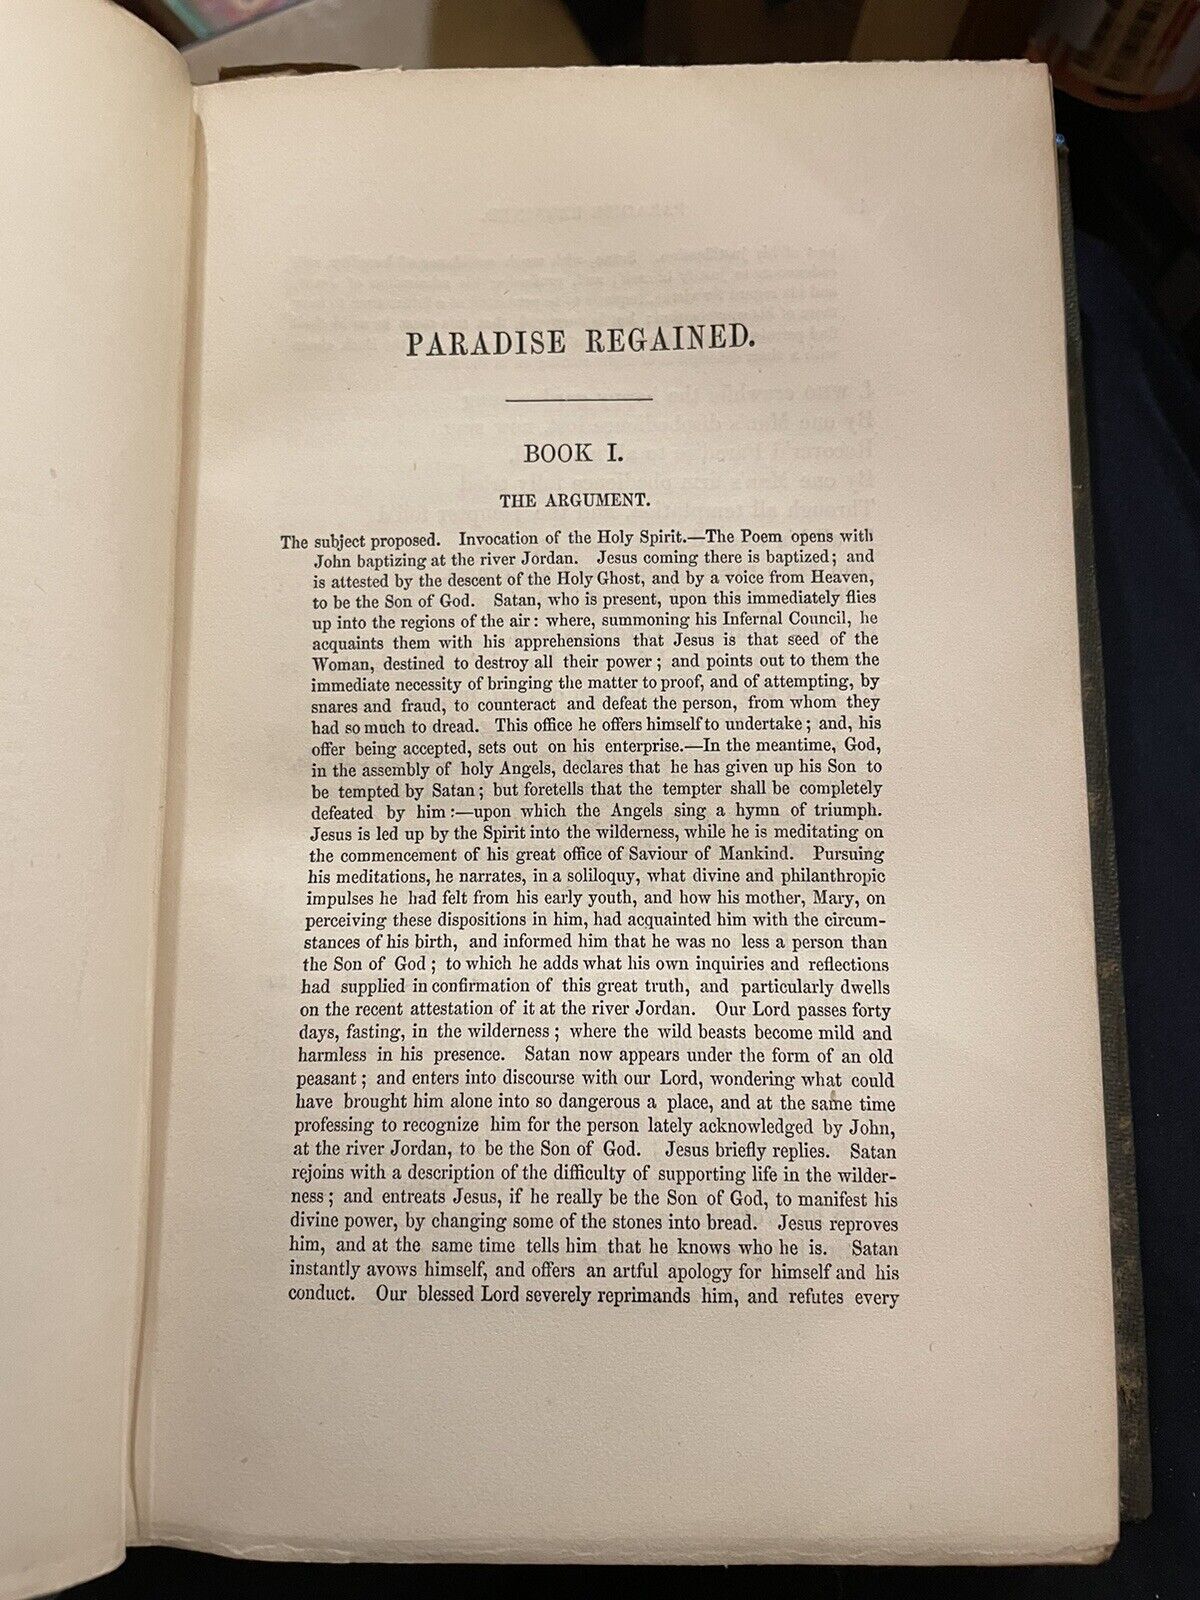 PARADISE REGAINED.
BOOK I.
THE ARGUMENT.
The subject proposed. Invocation of the Holy Spirit.—The Poem opens with
John baptizing at the river Jordan. Jesus coming there is baptized; and
is attested by the descent of the Holy Ghost, and by a voice from Heaven,
to be the Son of God. Satan, who is present, upon this immediately flies
up into the regions of the air: where, summoning his Infernal Council, he
acquaints them with his apprehensions that Jesus is that seed of the
Woman, destined to destroy all their power; and points out to them the
immediate necessity of bringing the matter to proof, and of attempting, by
snares and fraud, to counteract and defeat the person, from whom they
had so much to dread. This office he offers himself to undertake; and, his
offer being accepted, sets out on his enterprise.—In the meantime, God,
in the assembly of holy Angels, declares that he has given up his Son to
be tempted by Satan; but foretells that the tempter shall be completely
defeated by him:—upon which the Angels sing a hymn of triumph.
Jesus is led up by the Spirit into the wilderness, while he is meditating on
the commencement of his great office of Saviour of Mankind. Pursuing
his meditations, he narrates, in a soliloquy, what divine and philanthropic
impulses he had felt from his early youth, and how his mother, Mary, on
perceiving these dispositions in him, had acquainted him with the circum-
stances of his birth, and informed him that he was no less a person than
the Son of God; to which he adds what his own inquiries and reflections
had supplied in confirmation of this great truth, and particularly dwells
on the recent attestation of it at the river Jordan. Our Lord passes forty
days, fasting, in the wilderness; where the wild beasts become mild and
harmless in his presence. Satan now appears under the form of an old
peasant; and enters into discourse with our Lord, wondering what could
have brought him alone into so dangerous a place, and at the same time
professing to recognize him for the person lately acknowledged by John,
at the river Jordan, to be the Son of God. Jesus briefly replies. Satan
rejoins with a description of the difficulty of supporting life in the wilder-
ness; and entreats Jesus, if he really be the Son of God, to manifest his
divine power, by changing some of the stones into bread. Jesus reproves
him, and at the same time tells him that he knows who he is. Satan
instantly avows himself, and offers an artful apology for himself and his
conduct. Our blessed Lord severely reprimands him, and refutes every